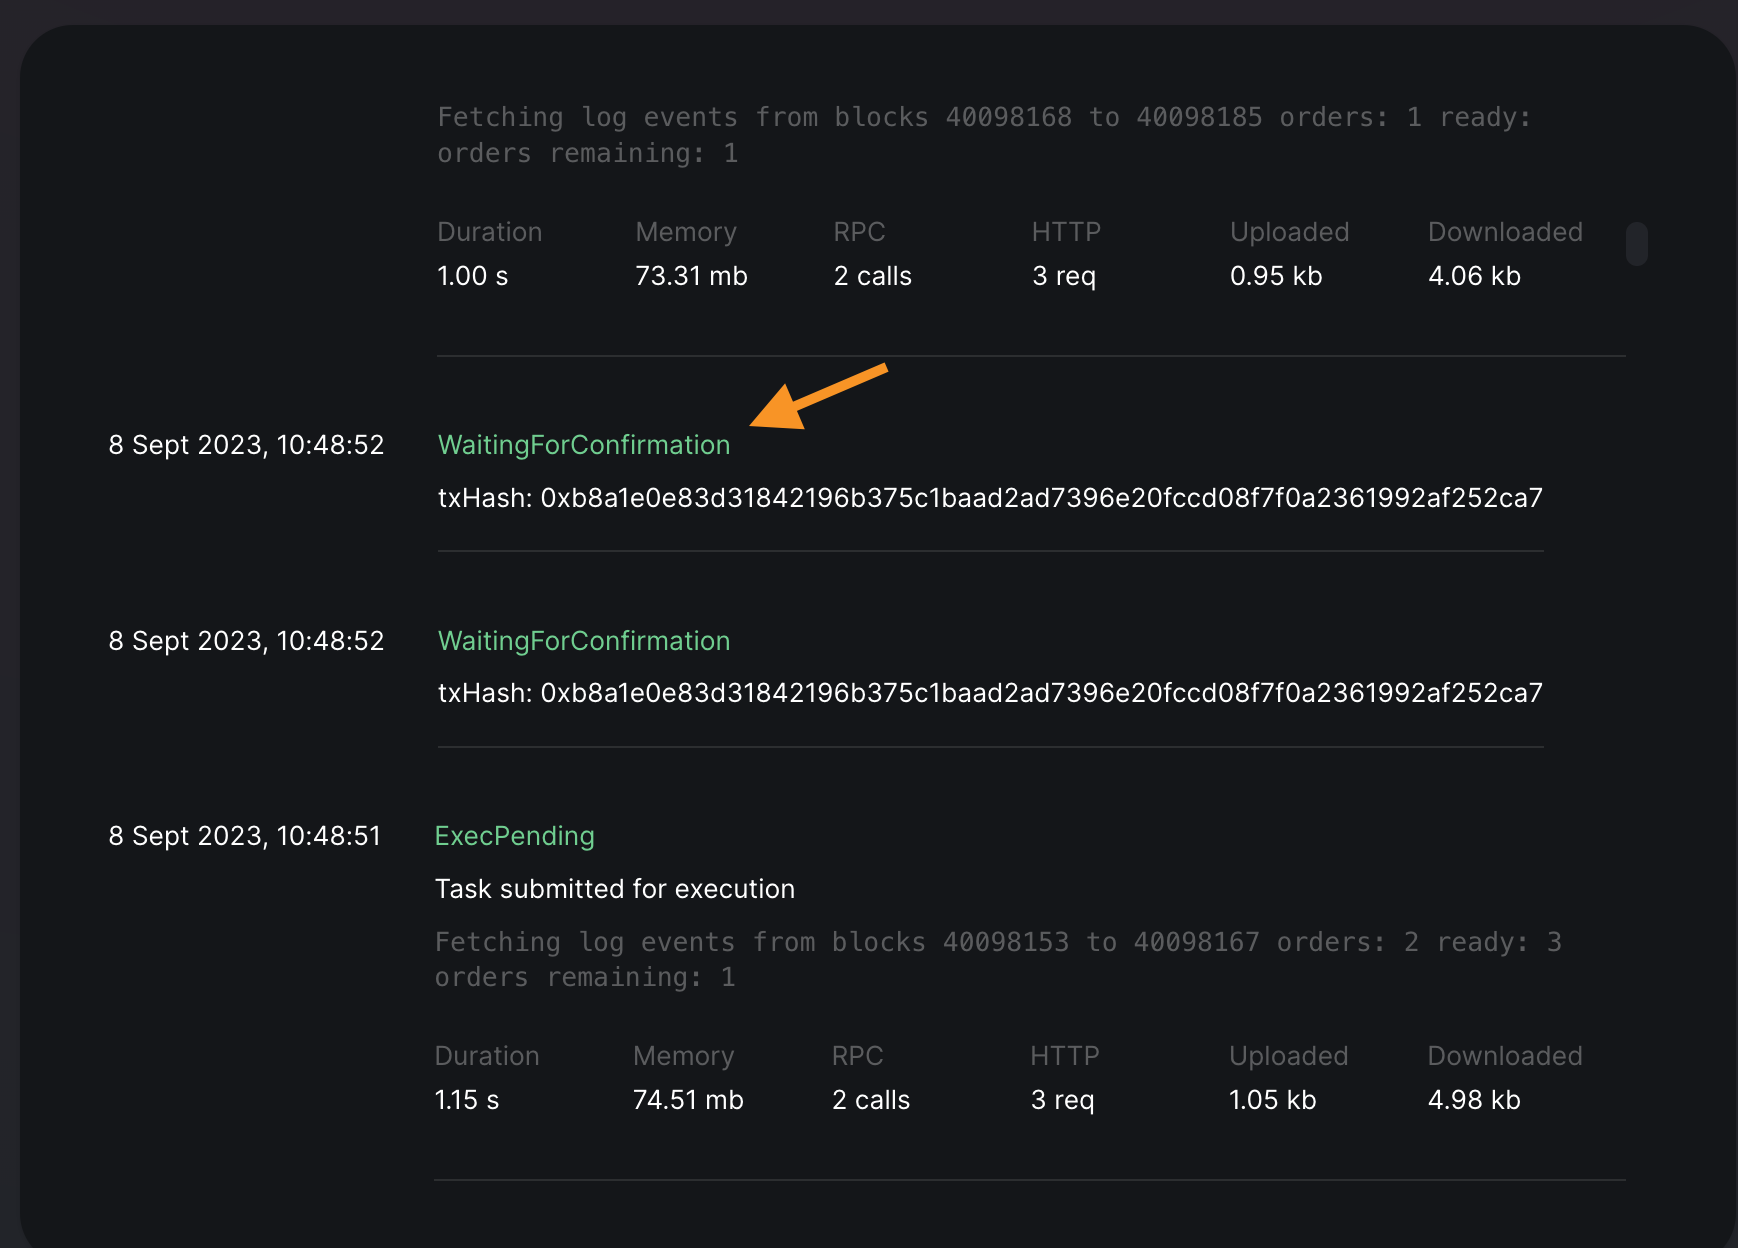 Fetching log events from blocks 40098168 to 40098185 orders: 1 ready:
orders remaining: 1
Duration Memory RPC HTTP Uploaded Downloaded
1.00 s 73.31 mb 2 calls 3 req 0.95 kb 4.06 kb
8 Sept 2023, 10:48:52 WaitingForConfirmation
txHash: 0xb8a1e0e83d31842196b375c1baad2ad7396e20fccd08f7f0a2361992af252ca7
8 Sept 2023, 10:48:52 WaitingForConfirmation
txHash: 0xb8a1e0e83d31842196b375c1baad2ad7396e20fccd08f7f0a2361992af252ca7
8 Sept 2023, 10:48:51 ExecPending
Task submitted for execution
Fetching log events from blocks 40098153 to 40098167 orders: 2 ready: 3
orders remaining: 1
Duration Memory RPC HTTP Uploaded Downloaded
1.15 s 74.51 mb 2 calls 3 req 1.05 kb 4.98 kb